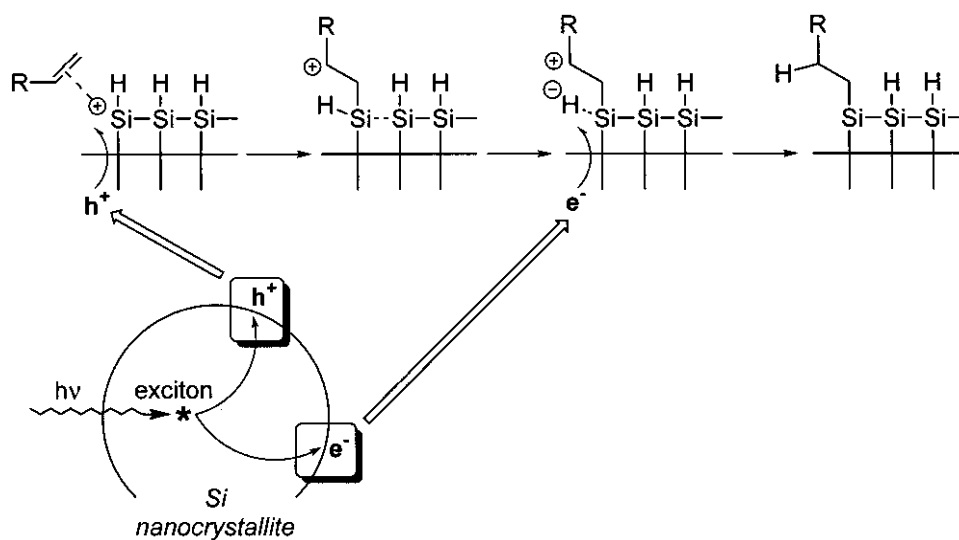 R R R
H H H H H H H H
R ⊕ ⊕ ⊖ H H
⊕ Si Si Si H Si Si Si H Si Si Si Si Si Si
h⁺ e⁻
h⁺
hν exciton
*
e⁻
Si
nanocrystallite